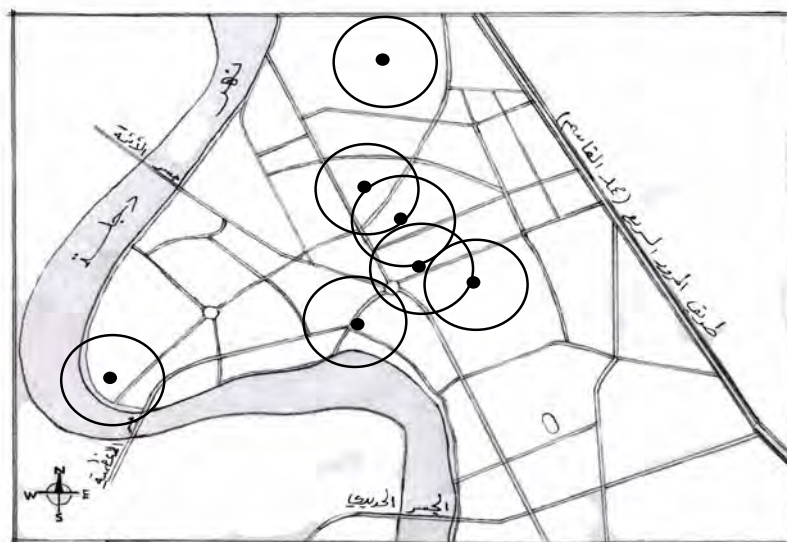 نهر
دجلة
جسر الأئمة
طريق المرور السريع (محمد القاسم)
الجسر الحديدي
N
W E
S